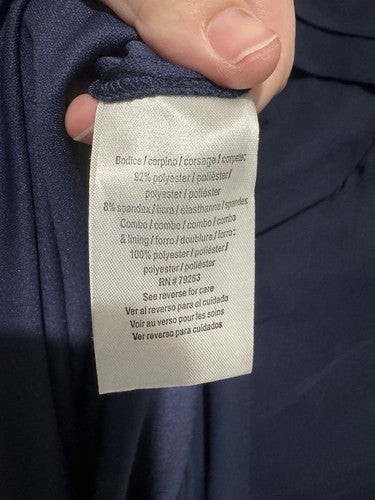 Bodice / corpino / corsage / corpete:
92% polyester / poliéster /
polyester / poliéster
8% spandex / licra / élasthanne / spandex
Combo / combo / combo / combo
& lining / forro / doublure / forro:
100% polyester / poliéster /
polyester / poliéster
RN # 79283
See reverse for care
Ver al reverso para el cuidado
Voir au verso pour les soins
Ver reverso para cuidados